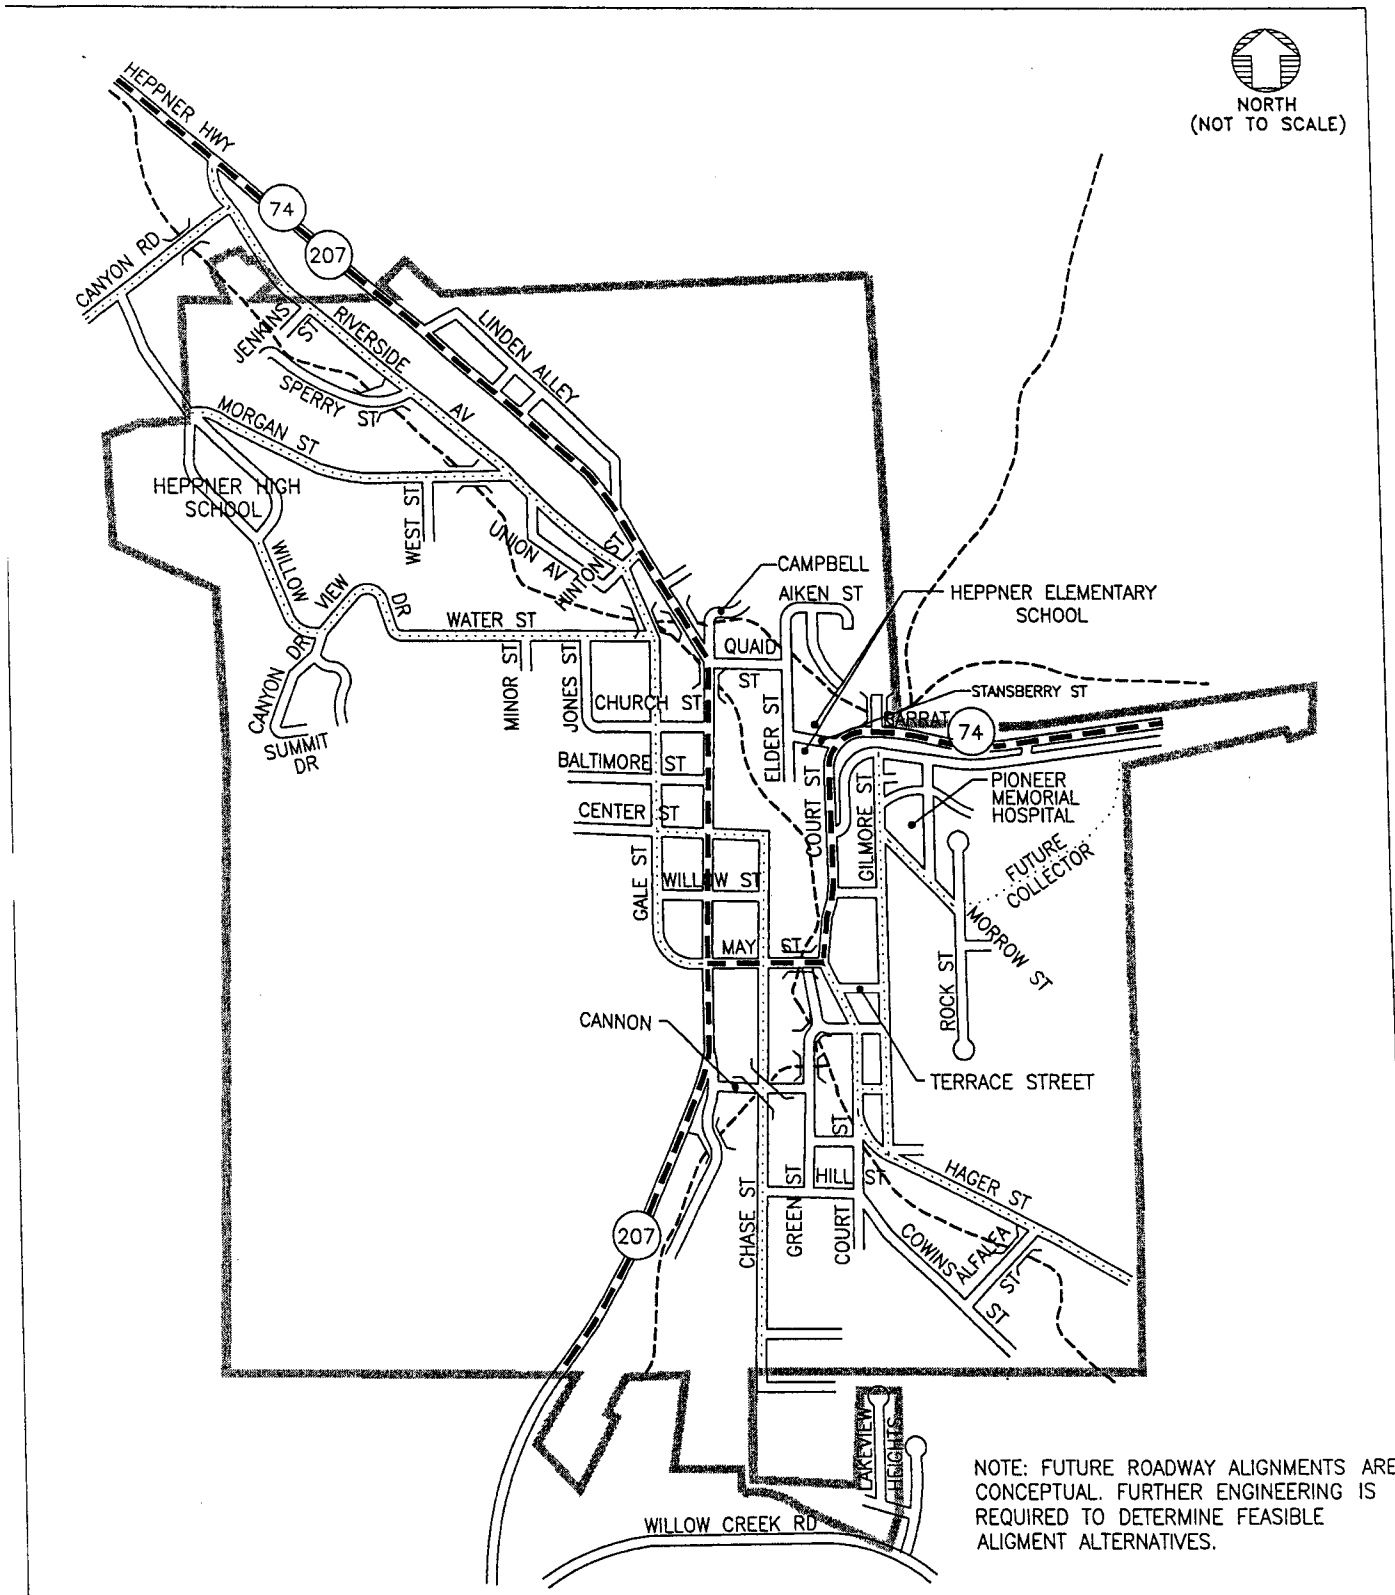 NORTH
(NOT TO SCALE)
HEPPNER HWY
74
207
CANYON RD
JENKINS
ST
RIVERSIDE
AV
LINDEN ALLEY
SPERRY ST
MORGAN ST
HEPPNER HIGH
SCHOOL
WEST ST
UNION AV
HINTON ST
WILLOW
VIEW
DR
CANYON DR
SUMMIT
DR
WATER ST
MINOR ST
JONES ST
CAMPBELL
AIKEN ST
HEPPNER ELEMENTARY
SCHOOL
QUAID
ST
STANSBERRY ST
CHURCH ST
ELDER ST
BARRAT
74
BALTIMORE ST
CENTER ST
COURT ST
GILMORE ST
PIONEER
MEMORIAL
HOSPITAL
FUTURE
COLLECTOR
GALE ST
WILLOW ST
MAY ST
MORROW ST
ROCK ST
CANNON
TERRACE STREET
HAGER ST
CHASE ST
GREEN ST
HILL ST
COURT
ST
207
COWINS
ST
ALFALFA
ST
LAKEVIEW
HEIGHTS
WILLOW CREEK RD
NOTE: FUTURE ROADWAY ALIGNMENTS ARE
CONCEPTUAL. FURTHER ENGINEERING IS
REQUIRED TO DETERMINE FEASIBLE
ALIGMENT ALTERNATIVES.